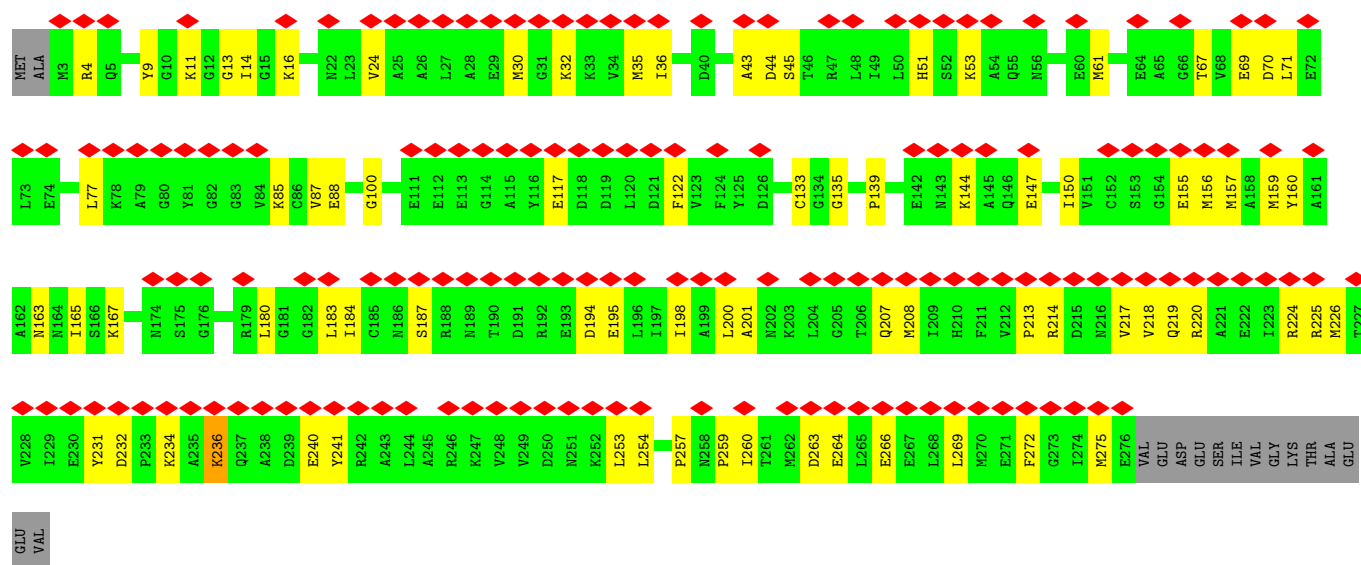 MET ALA M3 R4 Q5 Y9 G10 K11 G12 G13 I14 G15 K16 N22 L23 V24 A25 A26 L27 A28 E29 M30 G31 K32 K33 V34 M35 I36 D40 A43 D44 S45 T46 R47 L48 I49 L50 H51 S52 K53 A54 Q55 N56 E60 M61 E64 A65 G66 T67 V68 E69 D70 L71 E72
L73 E74 L77 K78 A79 G80 Y81 G82 G83 V84 K85 C86 V87 E88 G100 E111 E112 E113 G114 A115 Y116 E117 D118 D119 L120 D121 F122 V123 F124 Y125 D126 C133 G134 G135 P139 E142 N143 K144 A145 Q146 E147 I150 V151 C152 S153 G154 E155 M156 M157 A158 M159 Y160 A161
A162 N163 N164 I165 S166 K167 N174 S175 G176 R179 L180 G181 G182 L183 I184 C185 N186 S187 R188 N189 T190 D191 R192 E193 D194 E195 L196 I197 I198 A199 L200 A201 N202 K203 L204 G205 T206 Q207 M208 I209 H210 F211 V212 P213 R214 D215 N216 V217 V218 Q219 R220 A221 E222 I223 R224 R225 M226 T227
V228 I229 E230 Y231 D232 P233 K234 A235 K236 Q237 A238 D239 E240 Y241 R242 A243 L244 A245 R246 K247 V248 V249 D250 N251 K252 L253 L254 P257 N258 P259 I260 T261 M262 D263 E264 L265 E266 E267 L268 L269 M270 E271 F272 G273 I274 M275 E276 VAL GLU ASP GLU SER ILE VAL GLY LYS THR ALA GLU
GLU VAL